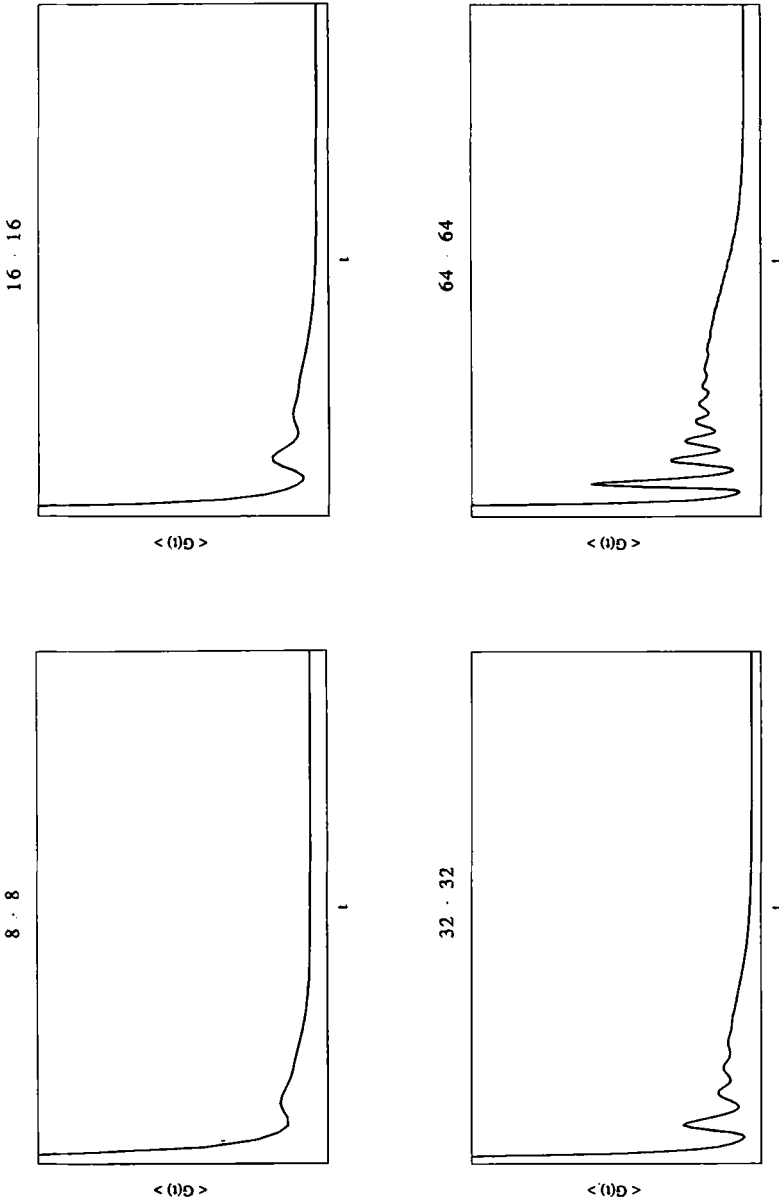 8 · 8
< G(t) >
t
16 · 16
< G(t) >
t
32 · 32
< G(t) >
t
64 · 64
< G(t) >
t